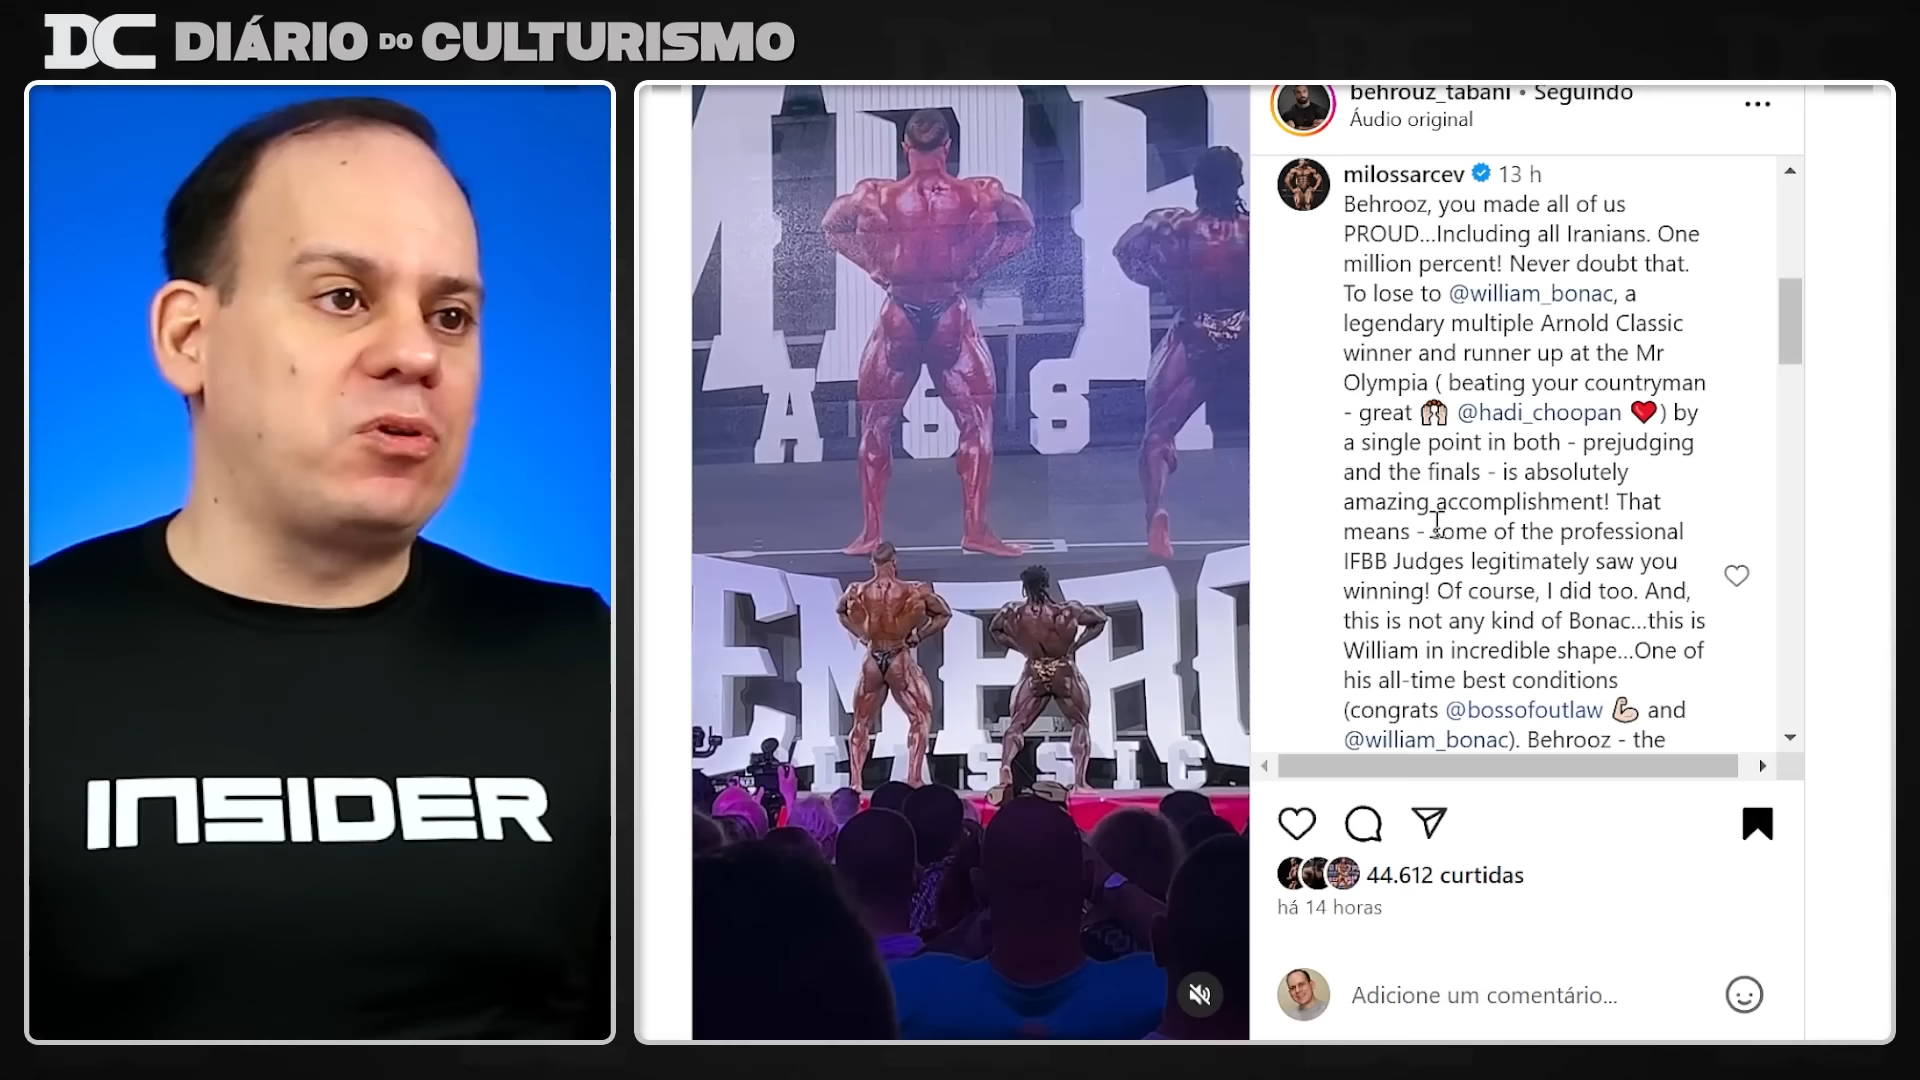 DC DIÁRIO DO CULTURISMO
INSIDER
ASSI
ASSIC
behrouz_tabani • Seguindo
Áudio original
milossarcev 13 h
Behrooz, you made all of us
PROUD...Including all Iranians. One
million percent! Never doubt that.
To lose to @william_bonac, a
legendary multiple Arnold Classic
winner and runner up at the Mr
Olympia ( beating your countryman
- great 🙌🏻 @hadi_choopan ❤️) by
a single point in both - prejudging
and the finals - is absolutely
amazing accomplishment! That
means - some of the professional
IFBB Judges legitimately saw you
winning! Of course, I did too. And,
this is not any kind of Bonac...this is
William in incredible shape...One of
his all-time best conditions
(congrats @bossofoutlaw 💪🏻 and
@william_bonac). Behrooz - the
44.612 curtidas
há 14 horas
Adicione um comentário...